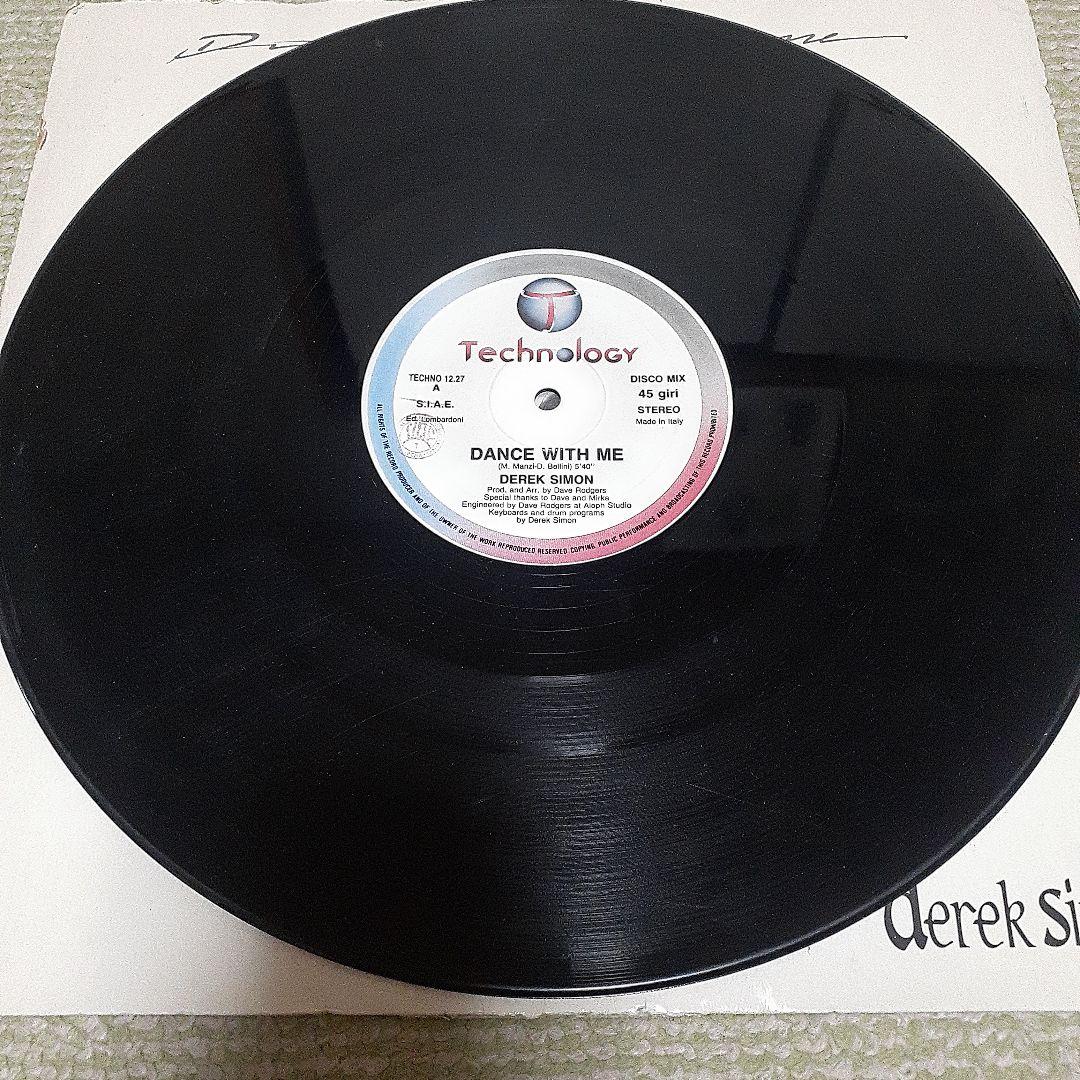 Technology
TECHNO 12.27
A
S.I.A.E.
Ed. Lombardoni
DISCO MIX
45 giri
STEREO
Made in Italy
DANCE WITH ME
(M. Manzi-D. Bellini) 5'40"
DEREK SIMON
Prod. and Arr. by Dave Rodgers
Special thanks to Dave and Mirka
Engineered by Dave Rodgers at Aloph Studio
Keyboards and drum programs
by Derek Simon
ALL RIGHTS OF THE RECORD PRODUCER AND OF THE OWNER OF THE WORK REPRODUCED RESERVED. COPYING, PUBLIC PERFORMANCE AND BROADCASTING OF THIS RECORD PROHIBITED
derek Si